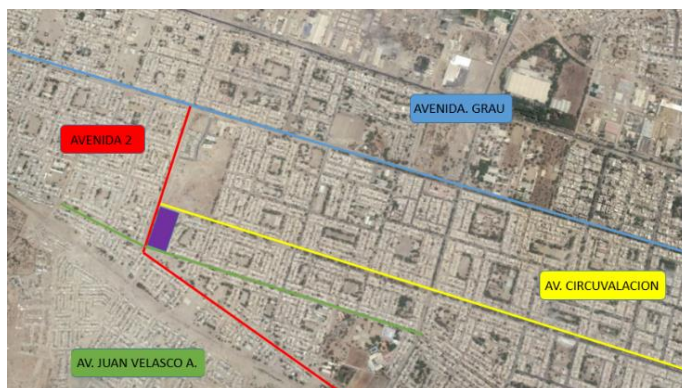 AVENIDA. GRAU
AVENIDA 2
AV. CIRCUVALACION
AV. JUAN VELASCO A.